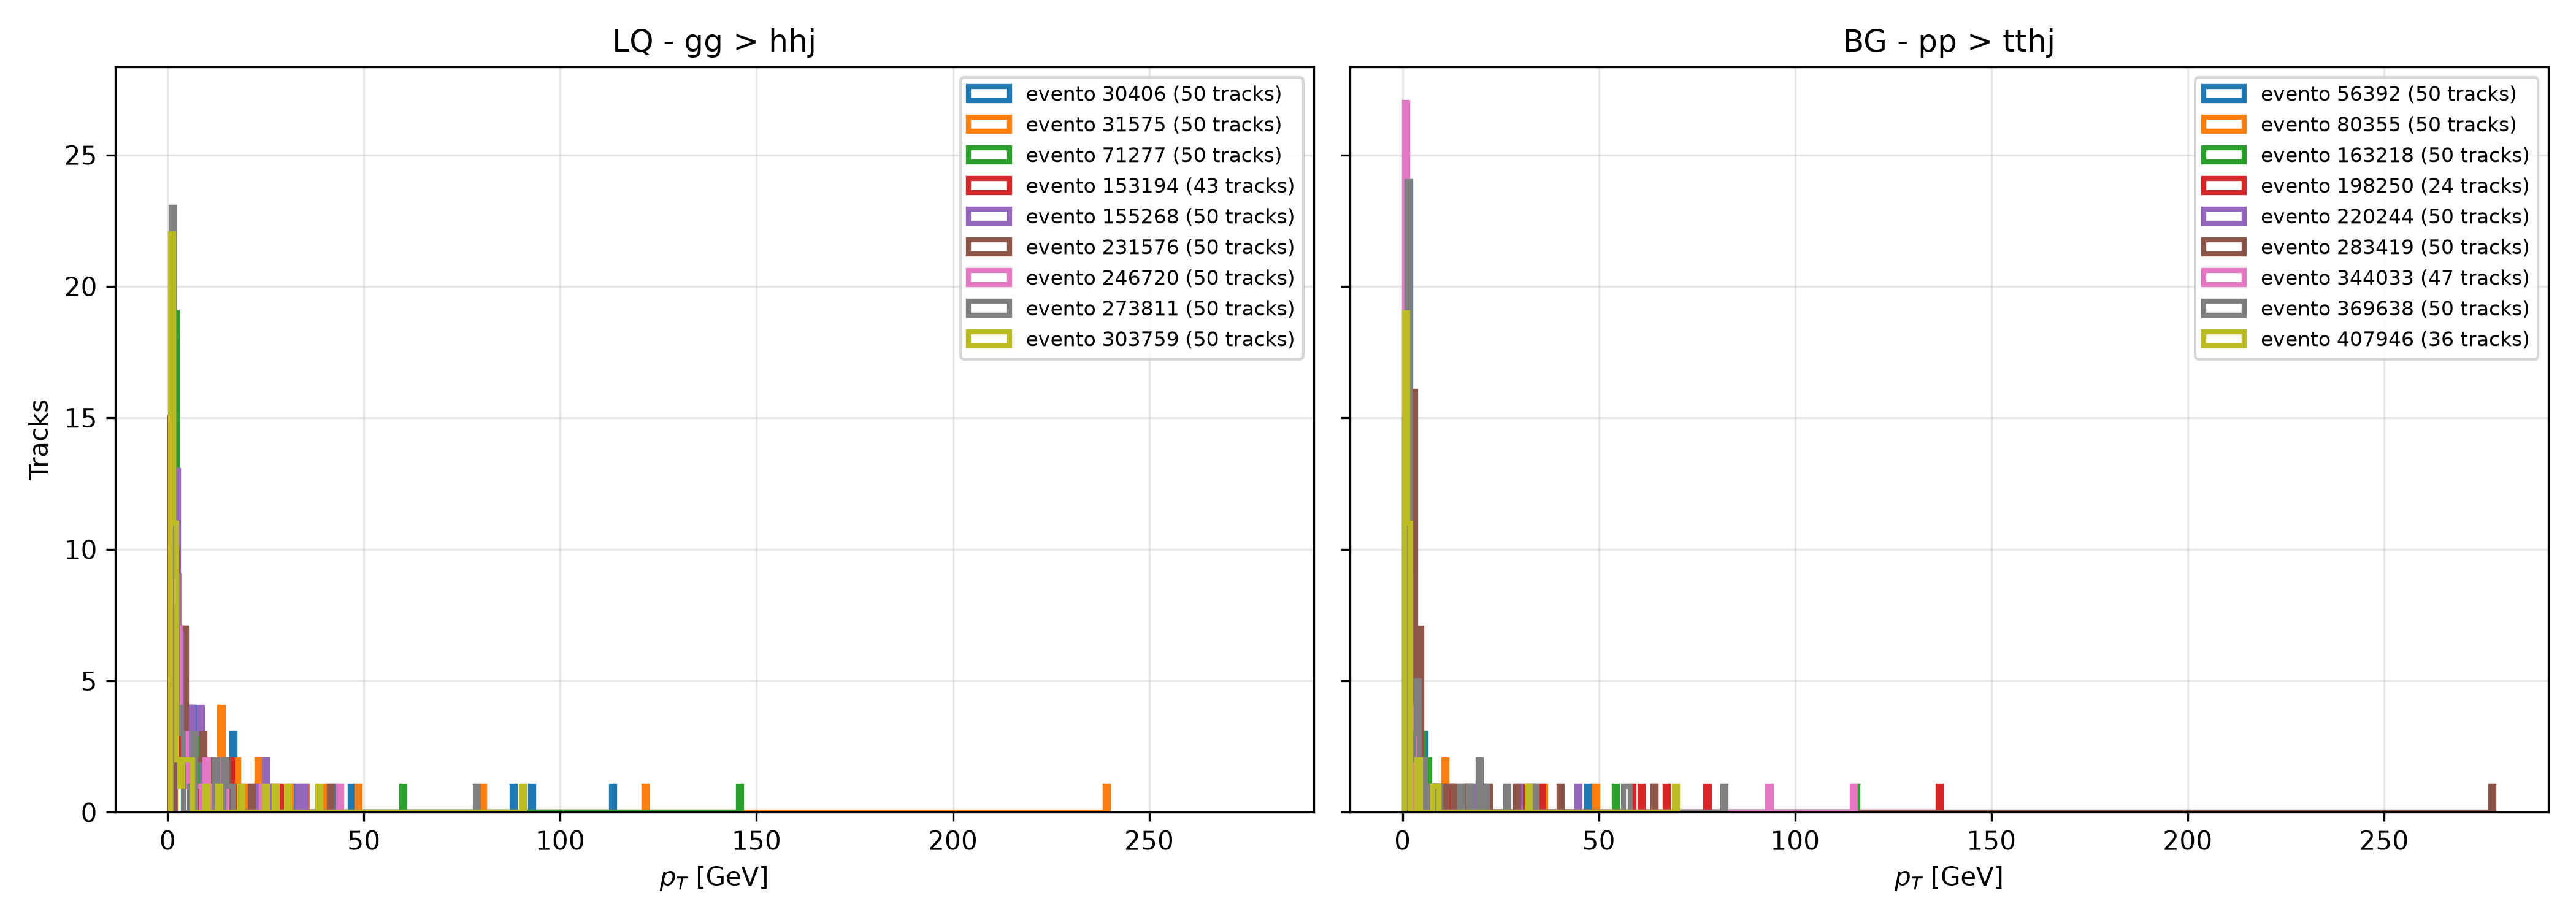 LQ - gg > hhj
Tracks
25
20
15
10
5
0
0 50 100 150 200 250
p_T [GeV]
evento 30406 (50 tracks)
evento 31575 (50 tracks)
evento 71277 (50 tracks)
evento 153194 (43 tracks)
evento 155268 (50 tracks)
evento 231576 (50 tracks)
evento 246720 (50 tracks)
evento 273811 (50 tracks)
evento 303759 (50 tracks)
BG - pp > tthj
0 50 100 150 200 250
p_T [GeV]
evento 56392 (50 tracks)
evento 80355 (50 tracks)
evento 163218 (50 tracks)
evento 198250 (24 tracks)
evento 220244 (50 tracks)
evento 283419 (50 tracks)
evento 344033 (47 tracks)
evento 369638 (50 tracks)
evento 407946 (36 tracks)